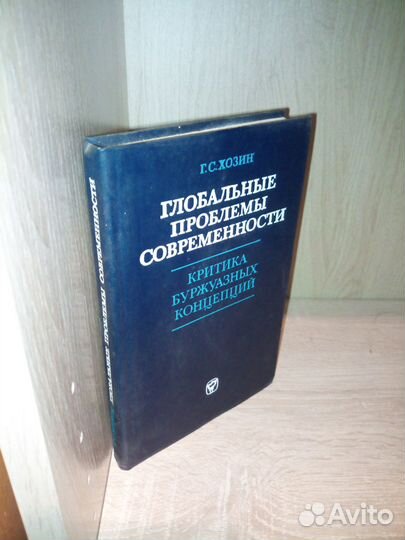 Г.С.ХОЗИН
ГЛОБАЛЬНЫЕ
ПРОБЛЕМЫ
СОВРЕМЕННОСТИ
КРИТИКА
БУРЖУАЗНЫХ
КОНЦЕПЦИЙ
ГЛОБАЛЬНЫЕ ПРОБЛЕМЫ СОВРЕМЕННОСТИ
Avito